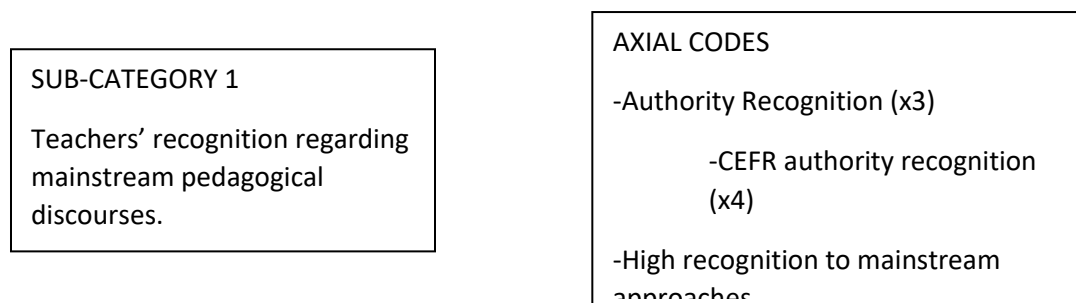 SUB-CATEGORY 1
Teachers’ recognition regarding
mainstream pedagogical
discourses.
AXIAL CODES
-Authority Recognition (x3)
-CEFR authority recognition
(x4)
-High recognition to mainstream
approaches